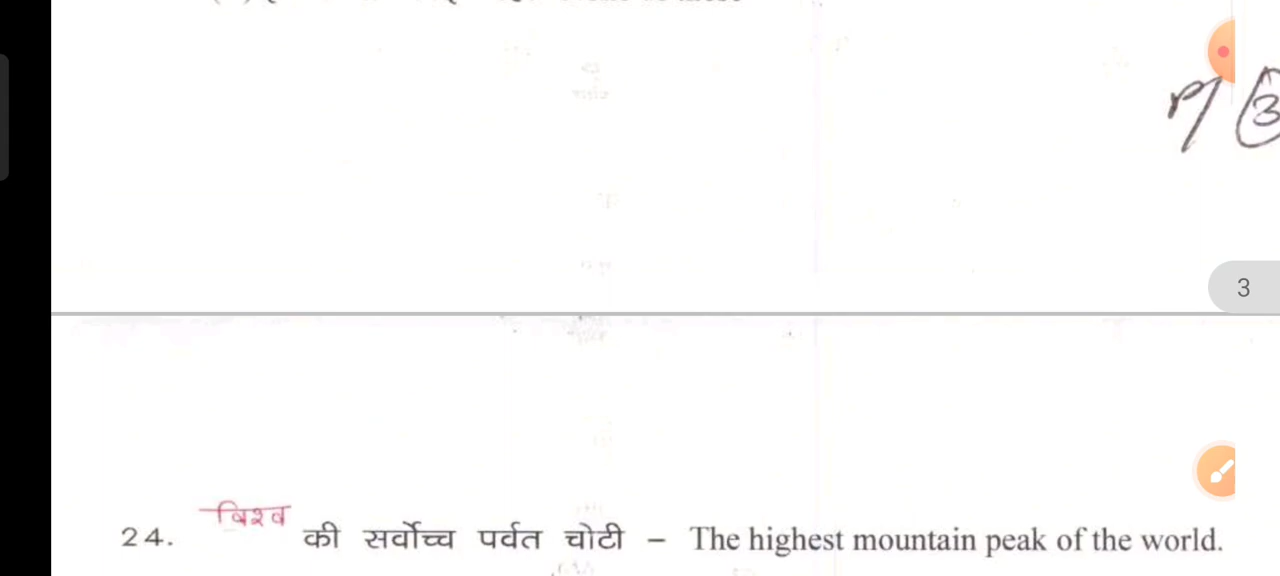 3
24. विश्व की सर्वोच्च पर्वत चोटी – The highest mountain peak of the world.